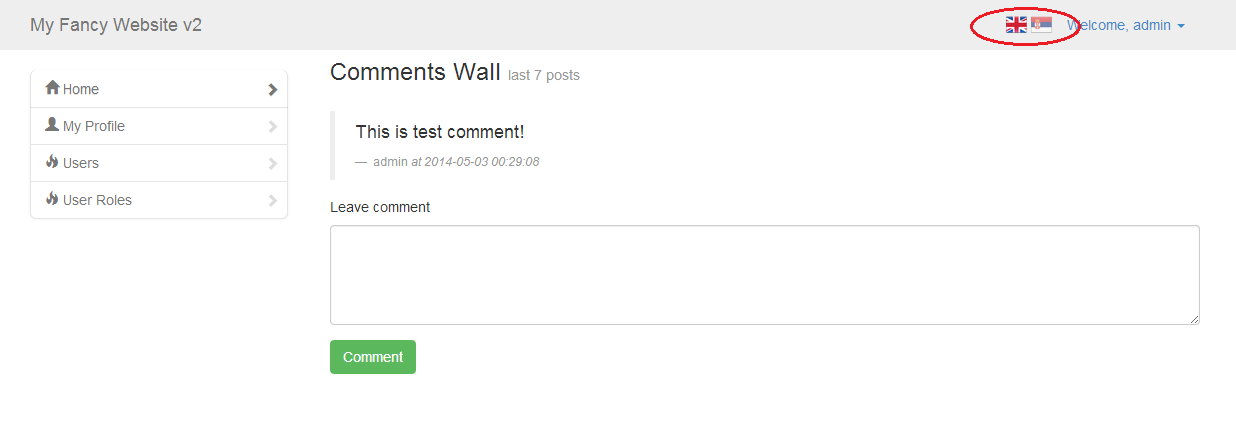 My Fancy Website v2
Welcome, admin
Home
My Profile
Users
User Roles
Comments Wall last 7 posts
This is test comment!
— admin at 2014-05-03 00:29:08
Leave comment
Comment